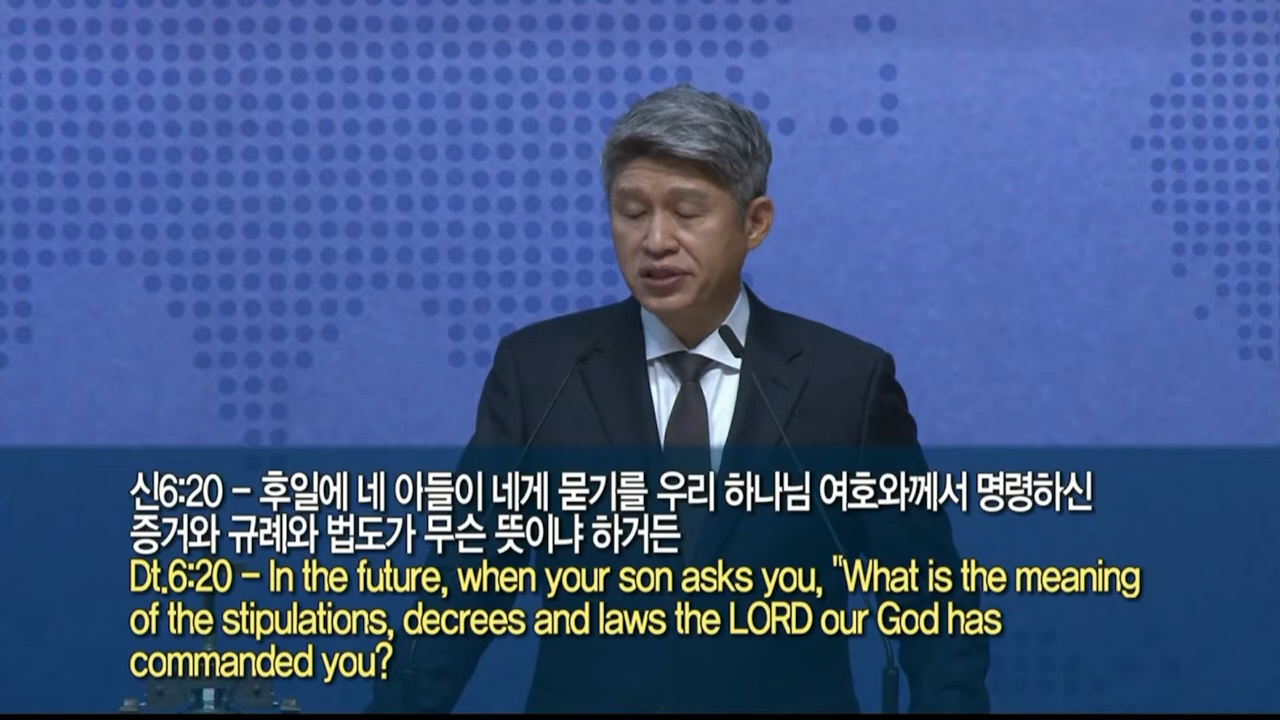 신6:20 – 후일에 네 아들이 네게 묻기를 우리 하나님 여호와께서 명령하신
증거와 규례와 법도가 무슨 뜻이냐 하거든
Dt.6:20 – In the future, when your son asks you, "What is the meaning
of the stipulations, decrees and laws the LORD our God has
commanded you?